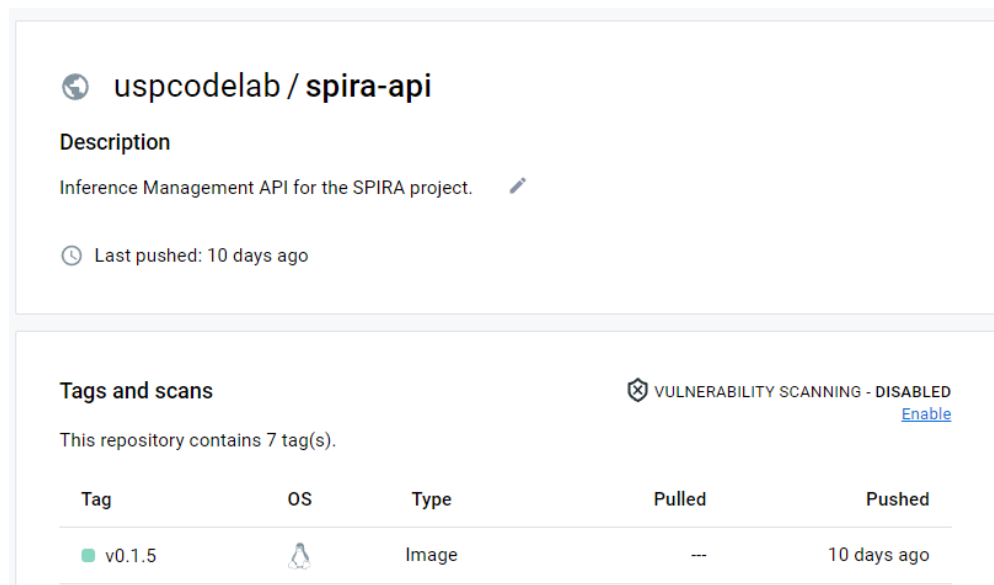 uspcodelab / spira-api
Description
Inference Management API for the SPIRA project.
Last pushed: 10 days ago
Tags and scans
VULNERABILITY SCANNING - DISABLED
Enable
This repository contains 7 tag(s).
Tag OS Type Pulled Pushed
v0.1.5 Image --- 10 days ago